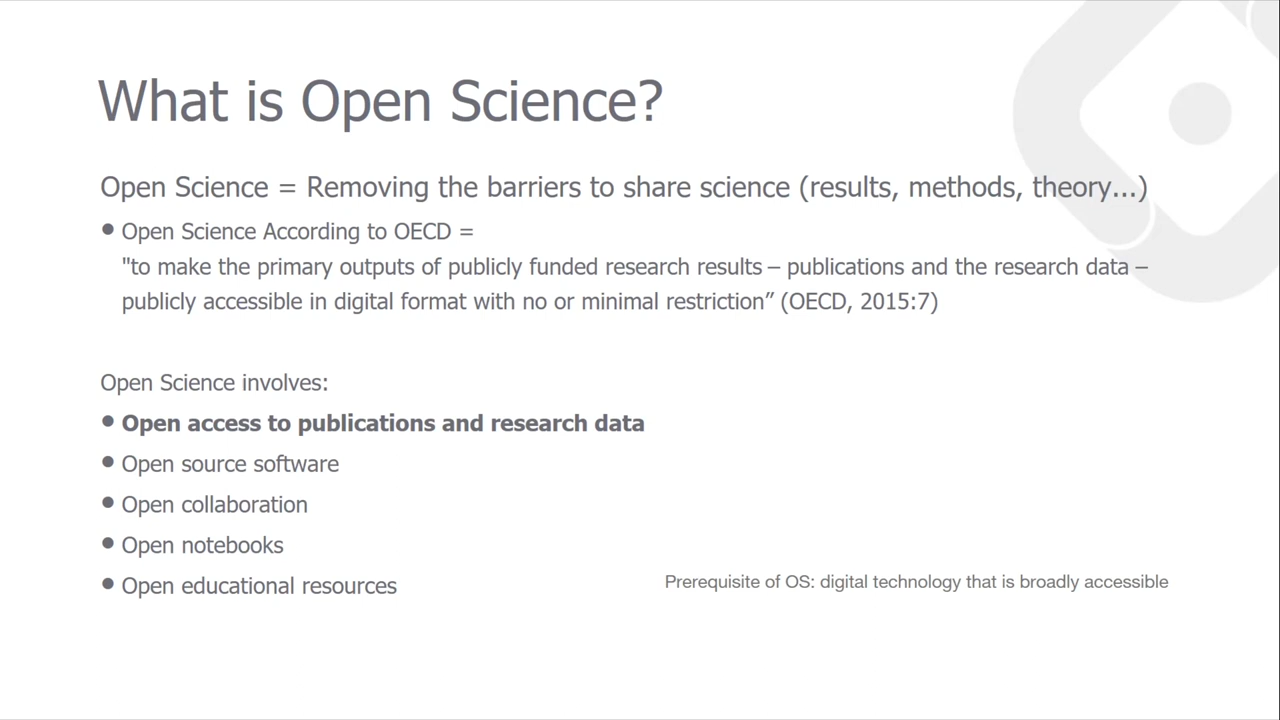 What is Open Science?
Open Science = Removing the barriers to share science (results, methods, theory...)
• Open Science According to OECD =
"to make the primary outputs of publicly funded research results – publications and the research data –
publicly accessible in digital format with no or minimal restriction” (OECD, 2015:7)
Open Science involves:
• Open access to publications and research data
• Open source software
• Open collaboration
• Open notebooks
• Open educational resources
Prerequisite of OS: digital technology that is broadly accessible